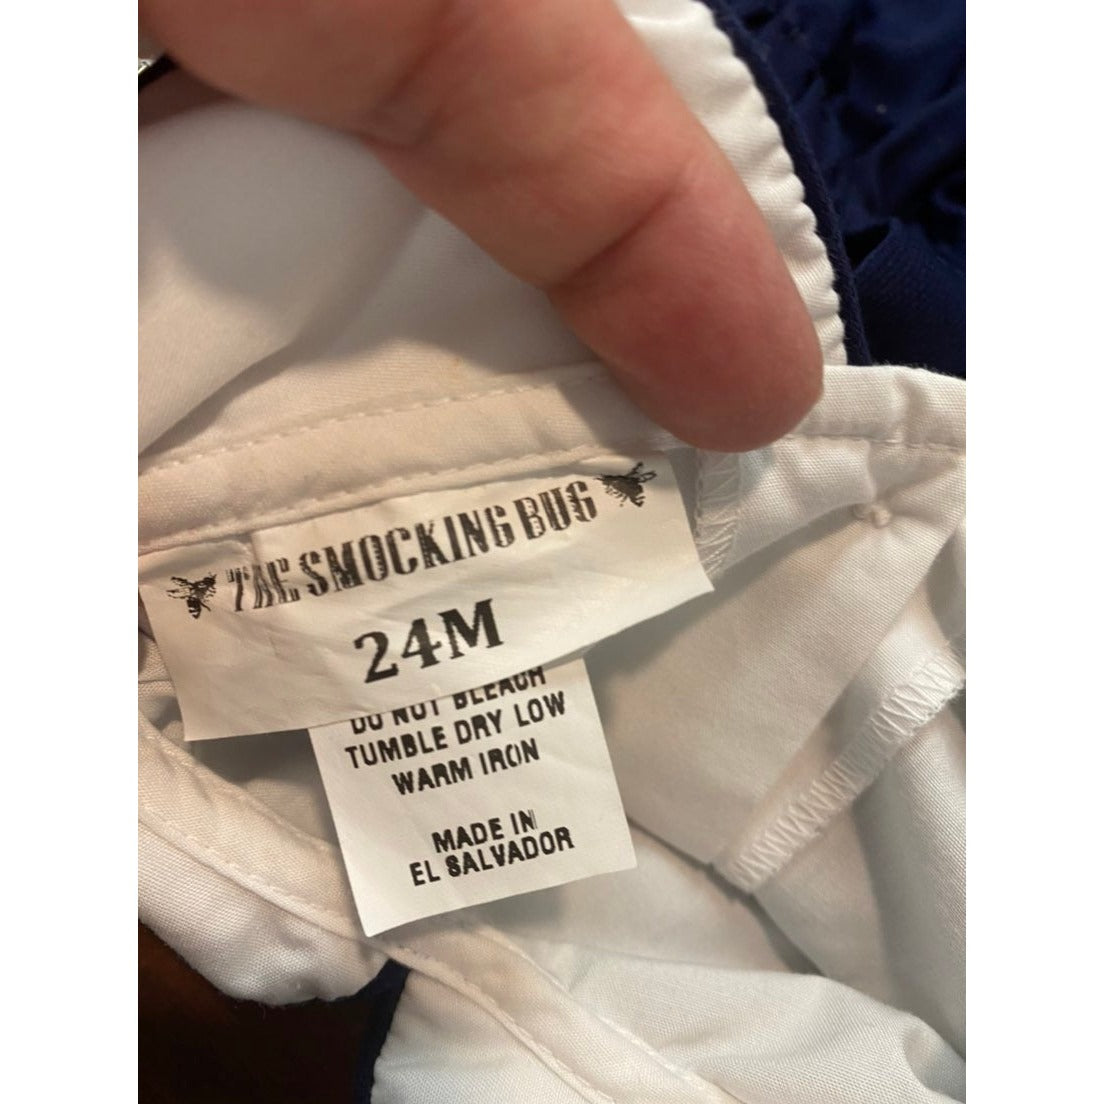 THE SMOCKING BUG
24M
DO NOT BLEACH
TUMBLE DRY LOW
WARM IRON
MADE IN
EL SALVADOR